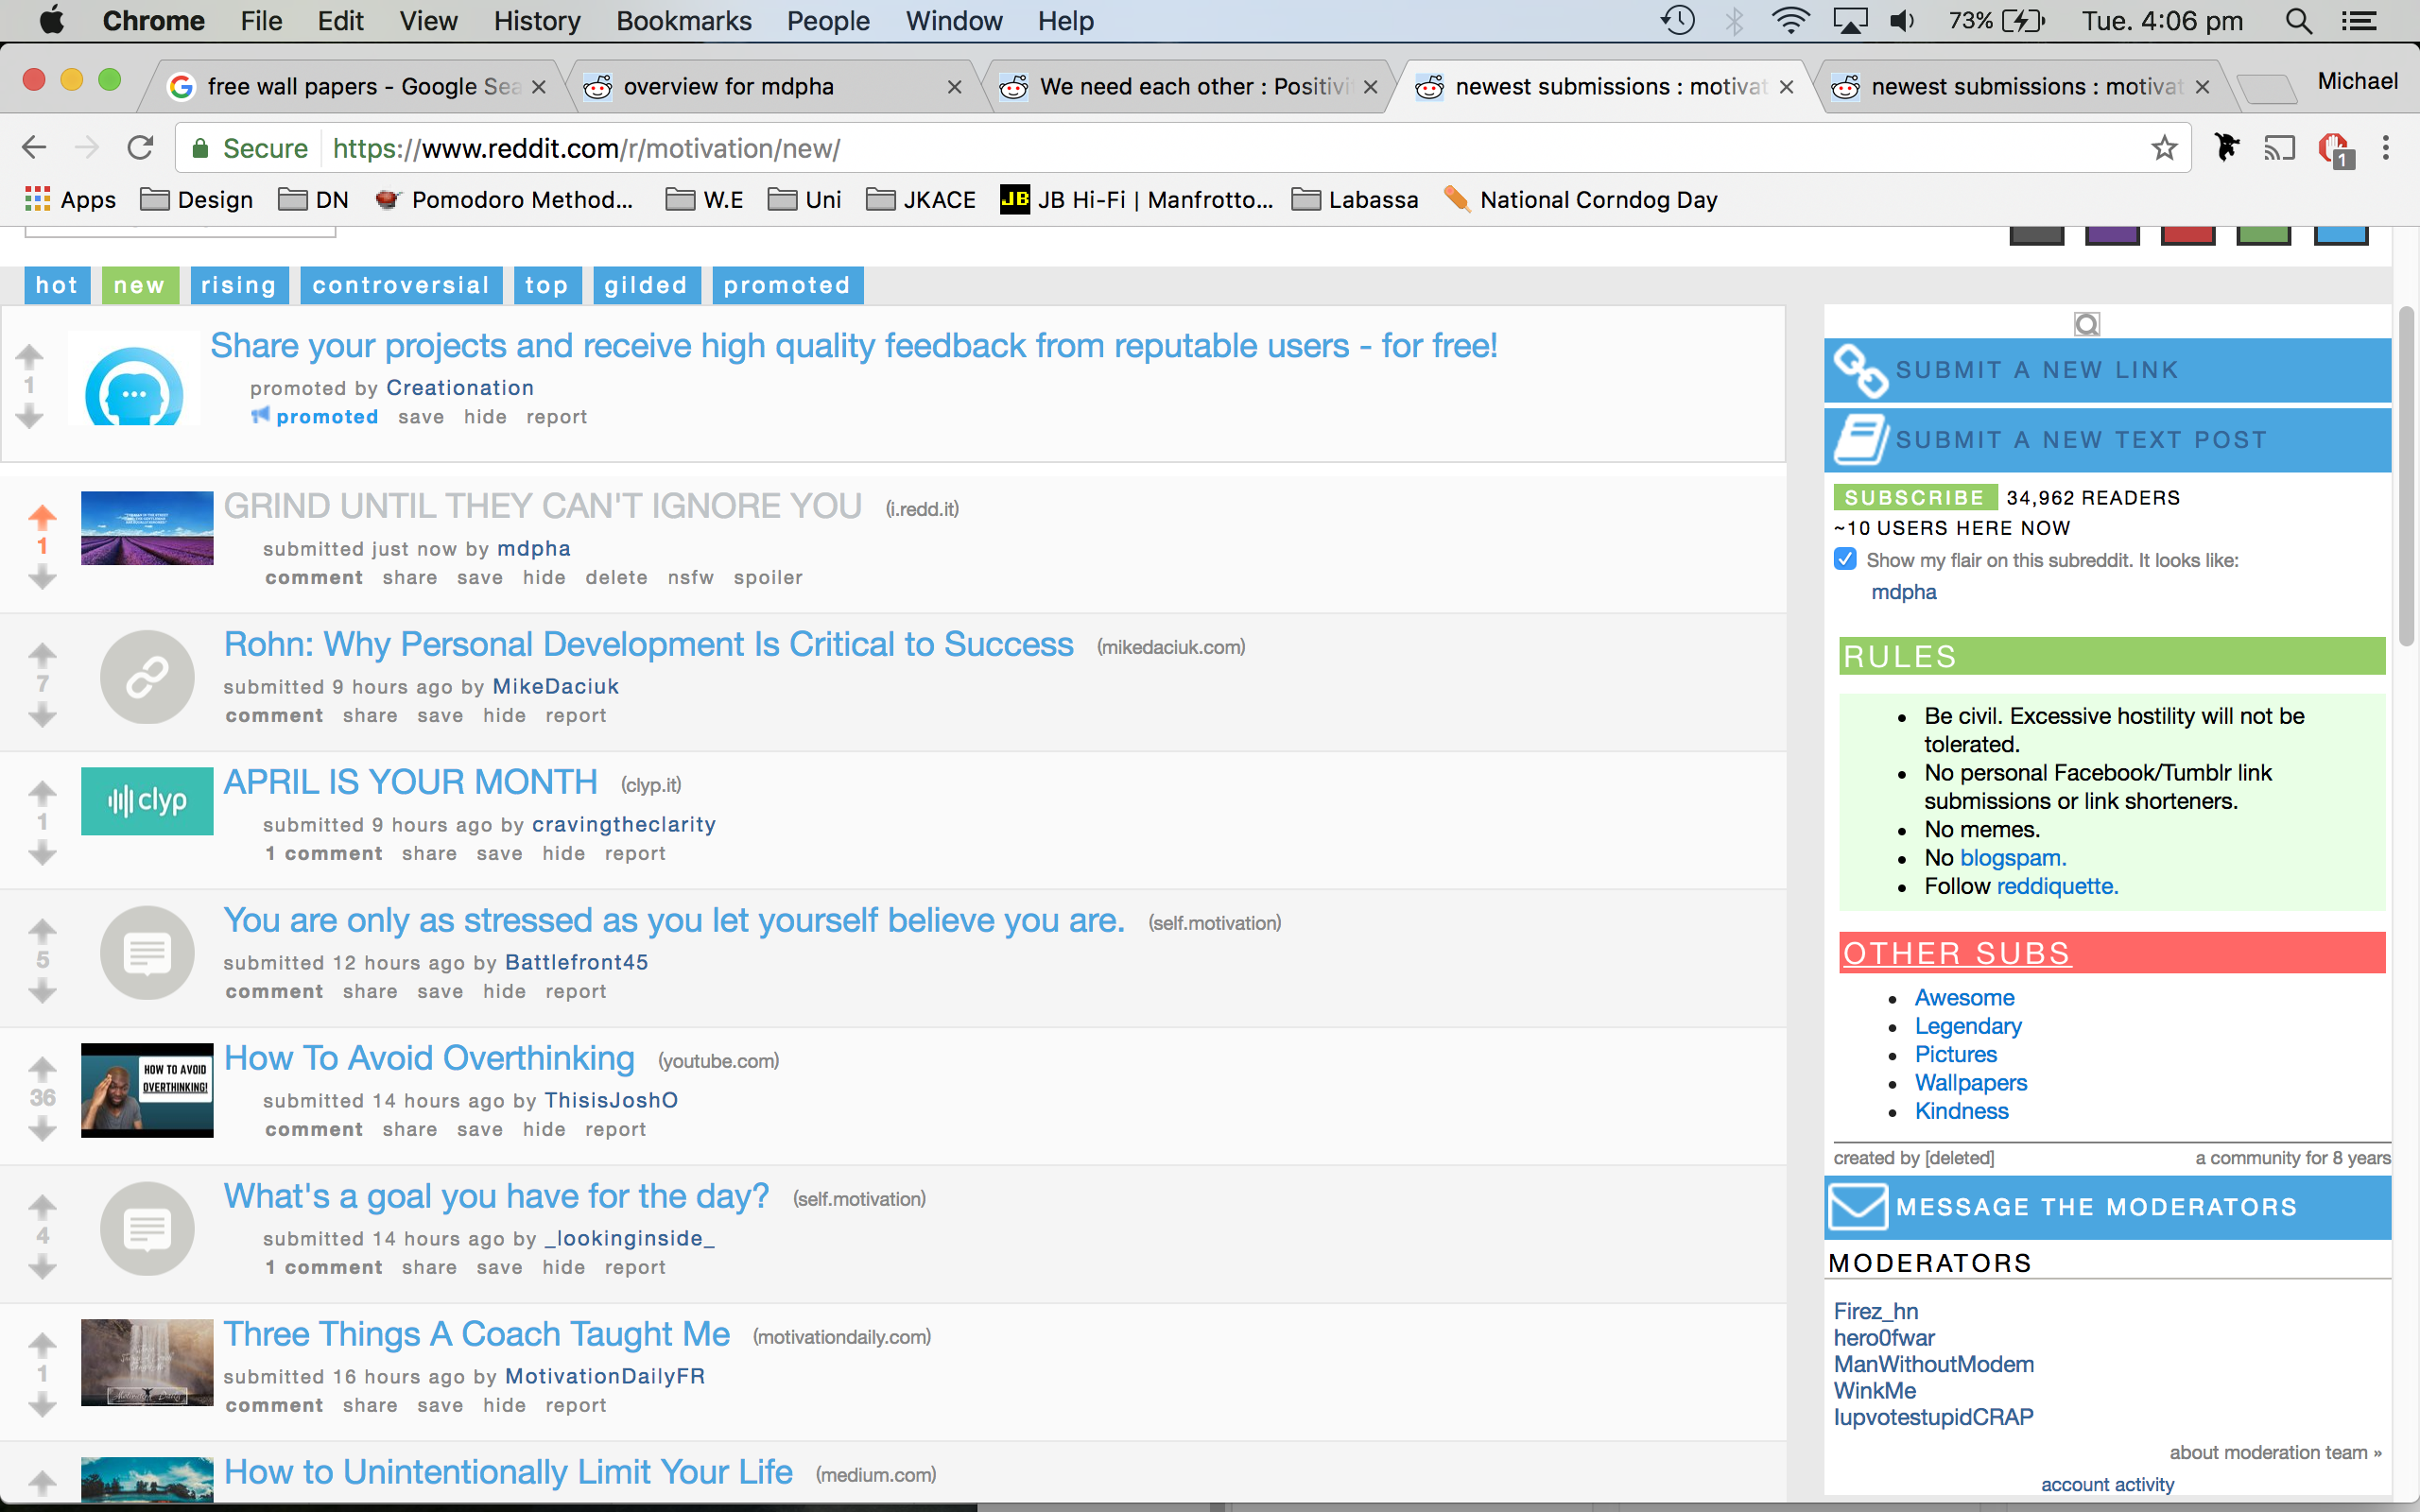 Chrome File Edit View History Bookmarks People Window Help 73% Tue. 4:06 pm
free wall papers - Google Sea overview for mdpha We need each other : Positivi newest submissions : motivat newest submissions : motivat Michael
Secure https://www.reddit.com/r/motivation/new/
Apps Design DN Pomodoro Method... W.E Uni JKACE JB JB Hi-Fi | Manfrotto... Labassa National Corndog Day
hot new rising controversial top gilded promoted
Share your projects and receive high quality feedback from reputable users - for free!
1
promoted by Creationation
promoted save hide report
GRIND UNTIL THEY CAN'T IGNORE YOU (i.redd.it)
1
submitted just now by mdpha
comment share save hide delete nsfw spoiler
Rohn: Why Personal Development Is Critical to Success (mikedaciuk.com)
7
submitted 9 hours ago by MikeDaciuk
comment share save hide report
APRIL IS YOUR MONTH (clyp.it)
clyp
1
submitted 9 hours ago by cravingtheclarity
1 comment share save hide report
You are only as stressed as you let yourself believe you are. (self.motivation)
5
submitted 12 hours ago by Battlefront45
comment share save hide report
How To Avoid Overthinking (youtube.com)
HOW TO AVOID
OVERTHINKING!
36
submitted 14 hours ago by ThisisJoshO
comment share save hide report
What's a goal you have for the day? (self.motivation)
4
submitted 14 hours ago by _lookinginside_
1 comment share save hide report
Three Things A Coach Taught Me (motivationdaily.com)
1
submitted 16 hours ago by MotivationDailyFR
comment share save hide report
How to Unintentionally Limit Your Life (medium.com)
SUBMIT A NEW LINK
SUBMIT A NEW TEXT POST
SUBSCRIBE 34,962 READERS
~10 USERS HERE NOW
Show my flair on this subreddit. It looks like:
mdpha
RULES
Be civil. Excessive hostility will not be
tolerated.
No personal Facebook/Tumblr link
submissions or link shorteners.
No memes.
No blogspam.
Follow reddiquette.
OTHER SUBS
Awesome
Legendary
Pictures
Wallpapers
Kindness
created by [deleted] a community for 8 years
MESSAGE THE MODERATORS
MODERATORS
Firez_hn
hero0fwar
ManWithoutModem
WinkMe
IupvotestupidCRAP
about moderation team »
account activity